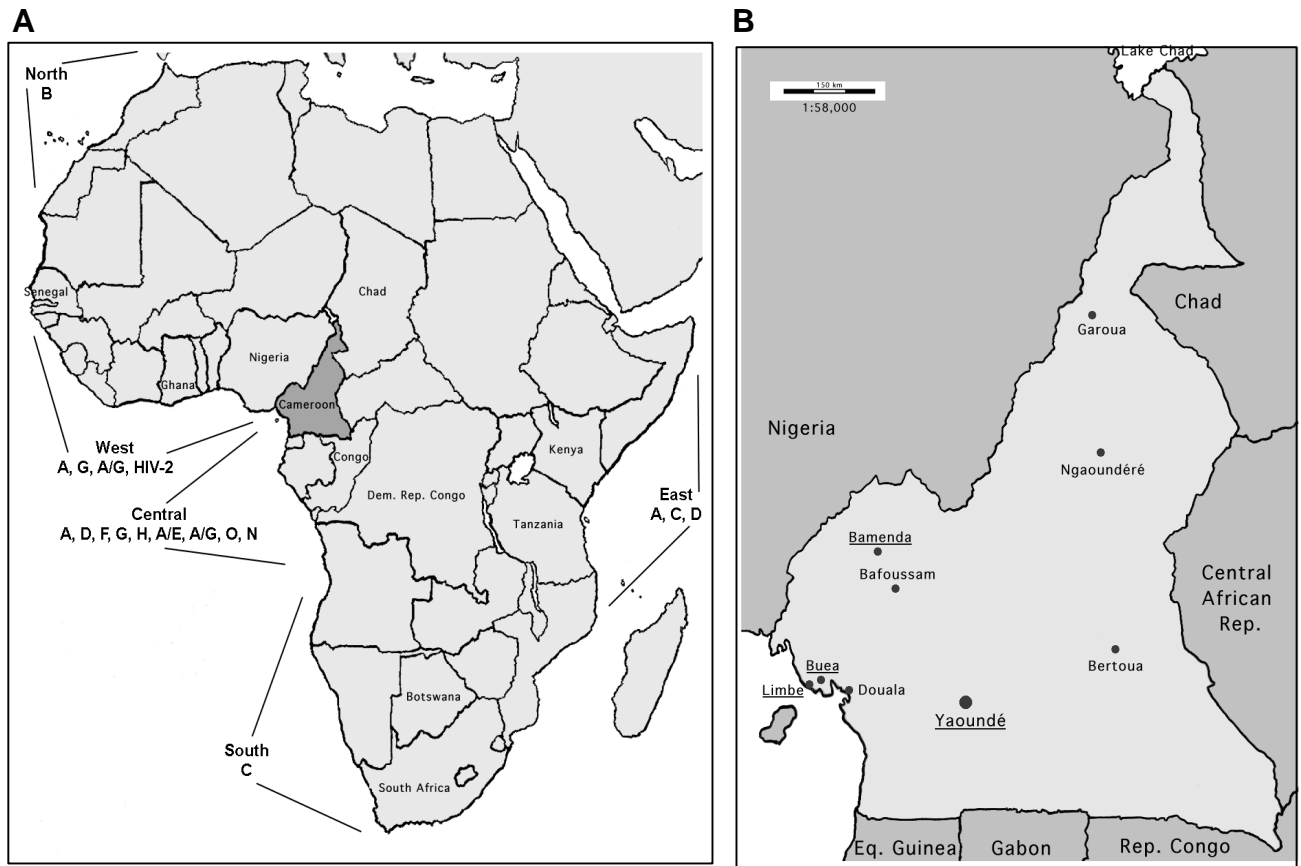 A
North
B
Senegal
Chad
Nigeria
Ghana
Cameroon
West
A, G, A/G, HIV-2
Congo
Kenya
Central
A, D, F, G, H, A/E, A/G, O, N
Dem. Rep. Congo
East
A, C, D
Tanzania
Botswana
South
C
South Africa
B
Lake Chad
150 km
1:58,000
Chad
Garoua
Nigeria
Ngaoundéré
Bamenda
Bafoussam
Central
African
Rep.
Buea
Bertoua
Limbe
Douala
Yaoundé
Eq. Guinea
Gabon
Rep. Congo